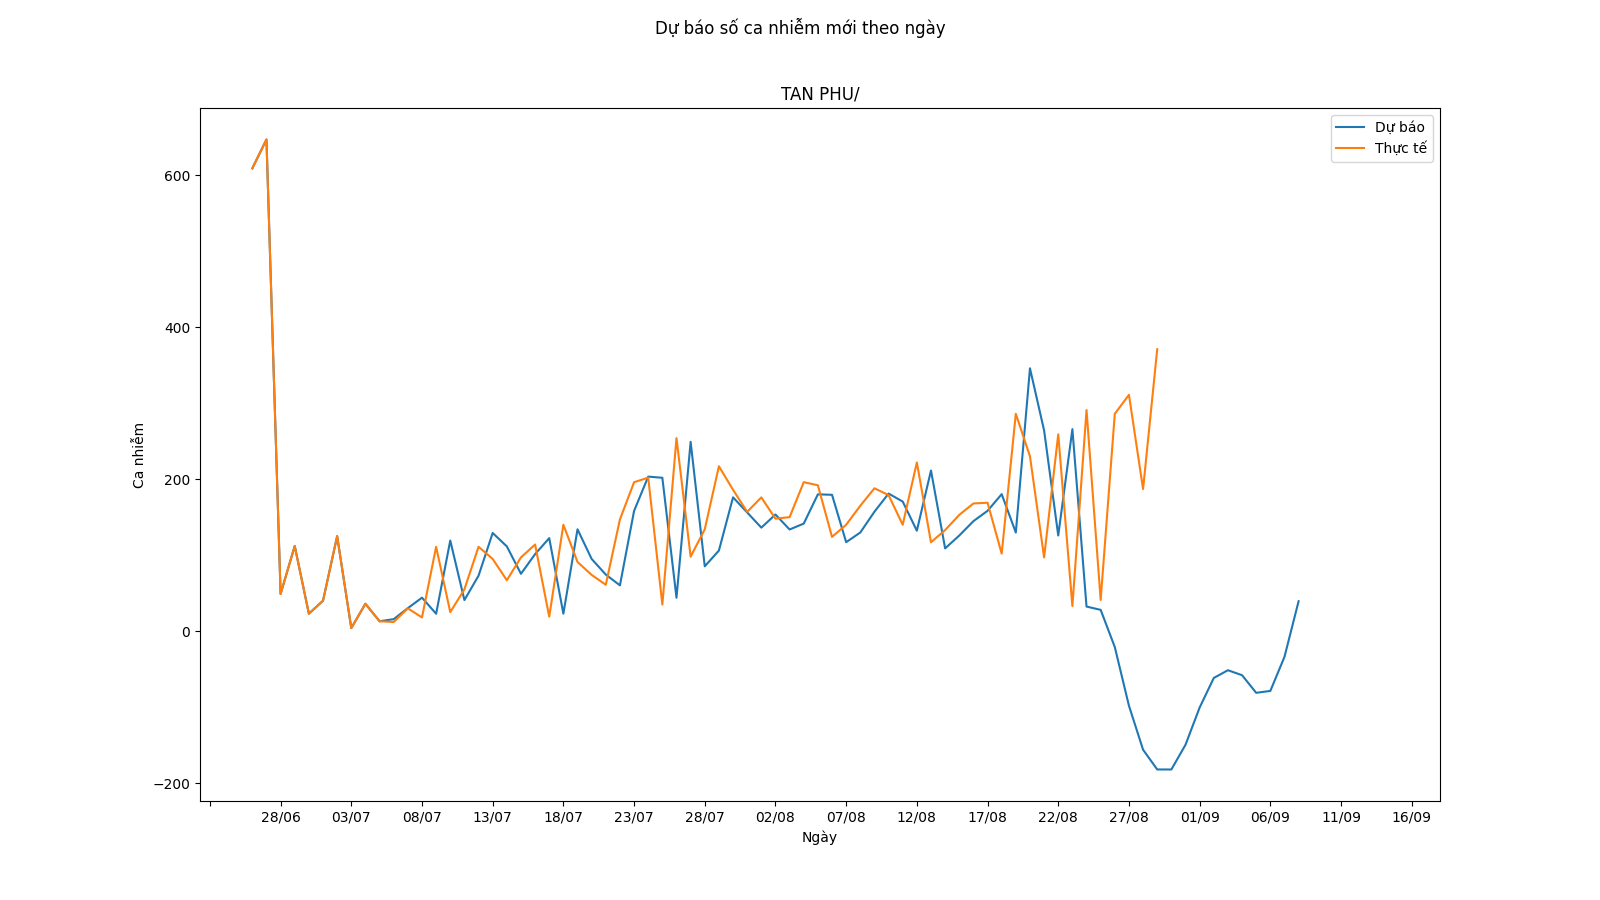 Dự báo số ca nhiễm mới theo ngày
TAN PHU/
Dự báo
Thực tế
600
400
200
0
−200
Ca nhiễm
28/06 03/07 08/07 13/07 18/07 23/07 28/07 02/08 07/08 12/08 17/08 22/08 27/08 01/09 06/09 11/09 16/09
Ngày